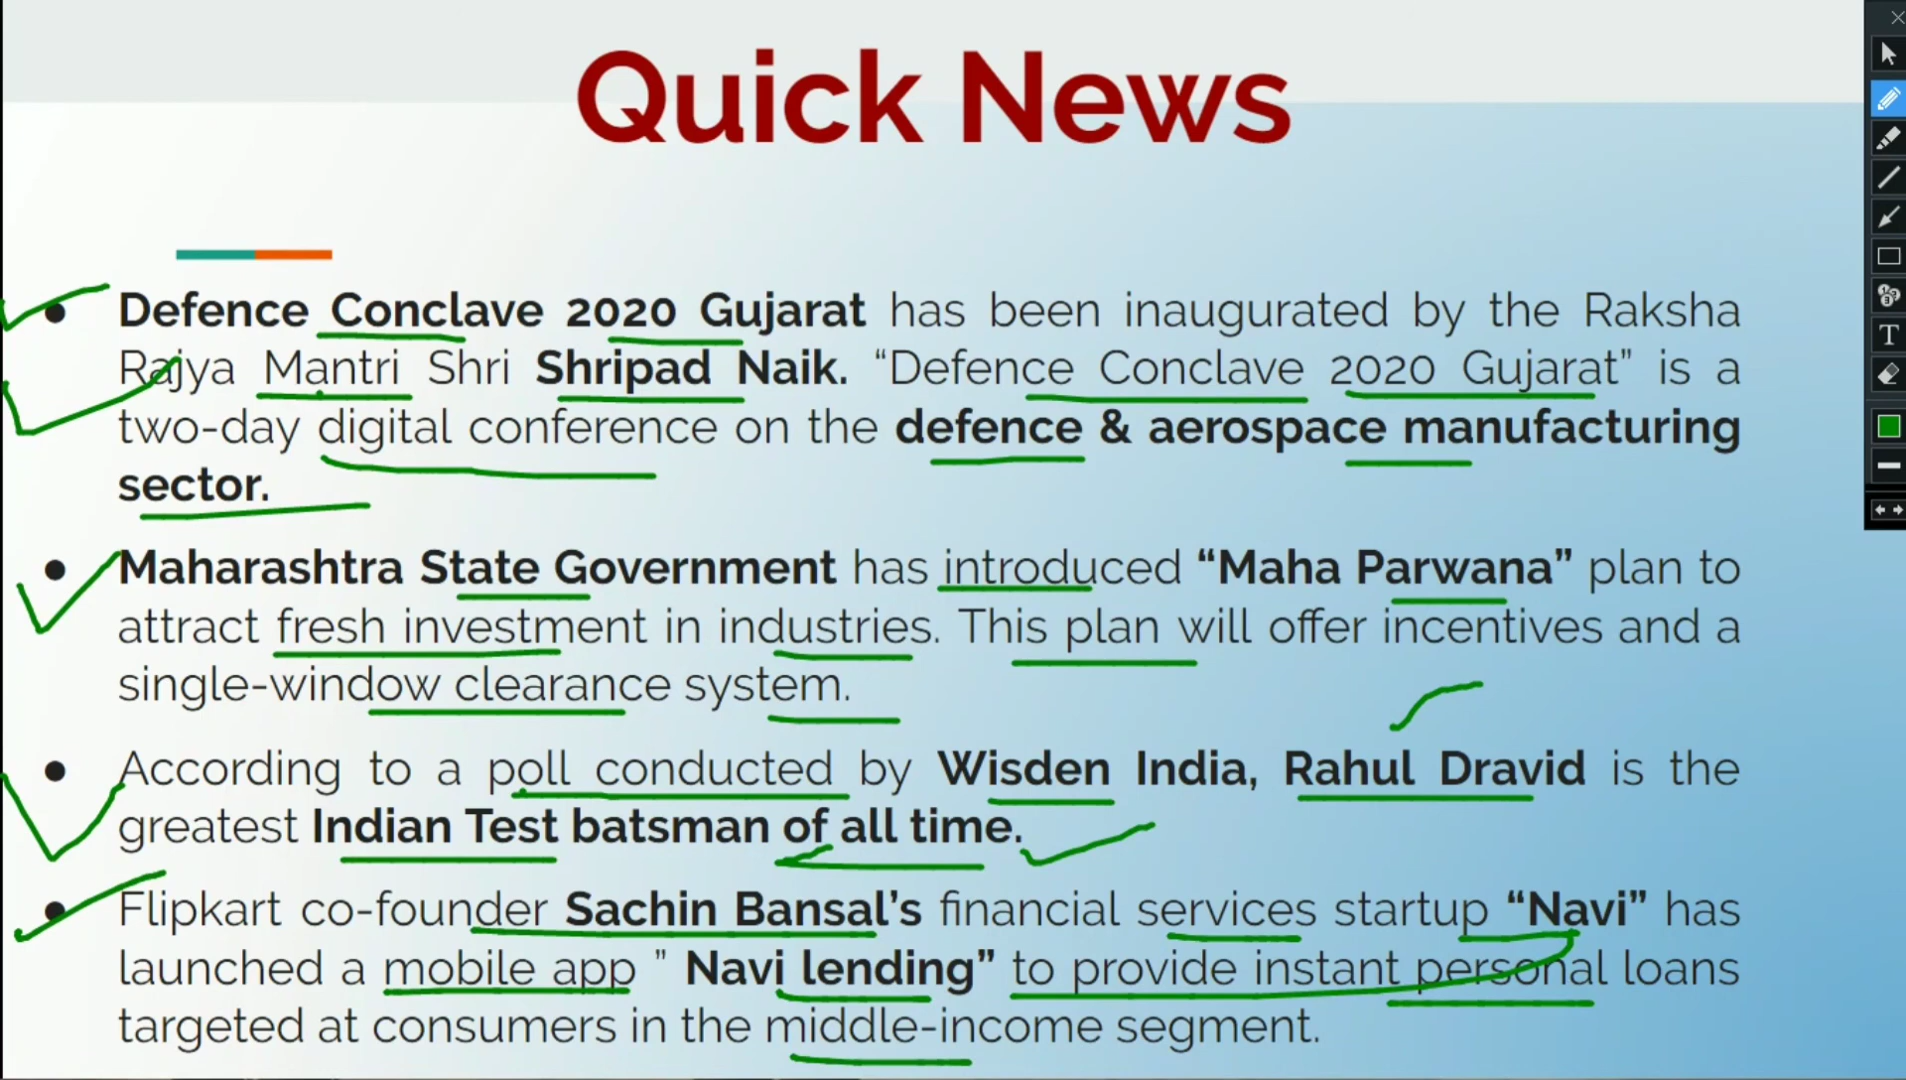 Quick News
● Defence Conclave 2020 Gujarat has been inaugurated by the Raksha
Rajya Mantri Shri Shripad Naik. “Defence Conclave 2020 Gujarat” is a
two-day digital conference on the defence & aerospace manufacturing
sector.
● Maharashtra State Government has introduced “Maha Parwana” plan to
attract fresh investment in industries. This plan will offer incentives and a
single-window clearance system.
● According to a poll conducted by Wisden India, Rahul Dravid is the
greatest Indian Test batsman of all time.
● Flipkart co-founder Sachin Bansal’s financial services startup “Navi” has
launched a mobile app ” Navi lending” to provide instant personal loans
targeted at consumers in the middle-income segment.